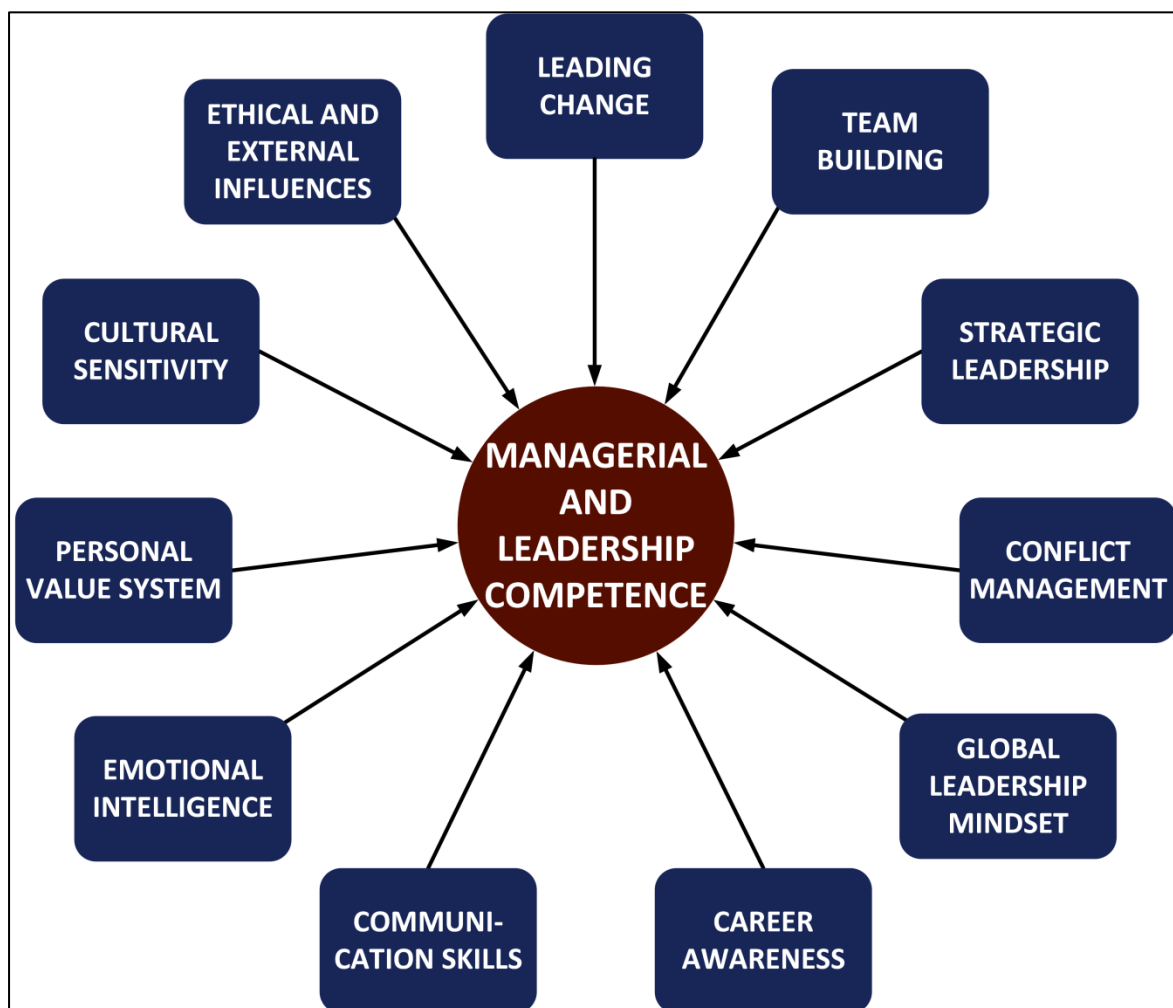 LEADING
CHANGE
TEAM
BUILDING
STRATEGIC
LEADERSHIP
CONFLICT
MANAGEMENT
GLOBAL
LEADERSHIP
MINDSET
CAREER
AWARENESS
COMMUNI-
CATION SKILLS
EMOTIONAL
INTELLIGENCE
PERSONAL
VALUE SYSTEM
CULTURAL
SENSITIVITY
ETHICAL AND
EXTERNAL
INFLUENCES
MANAGERIAL
AND
LEADERSHIP
COMPETENCE